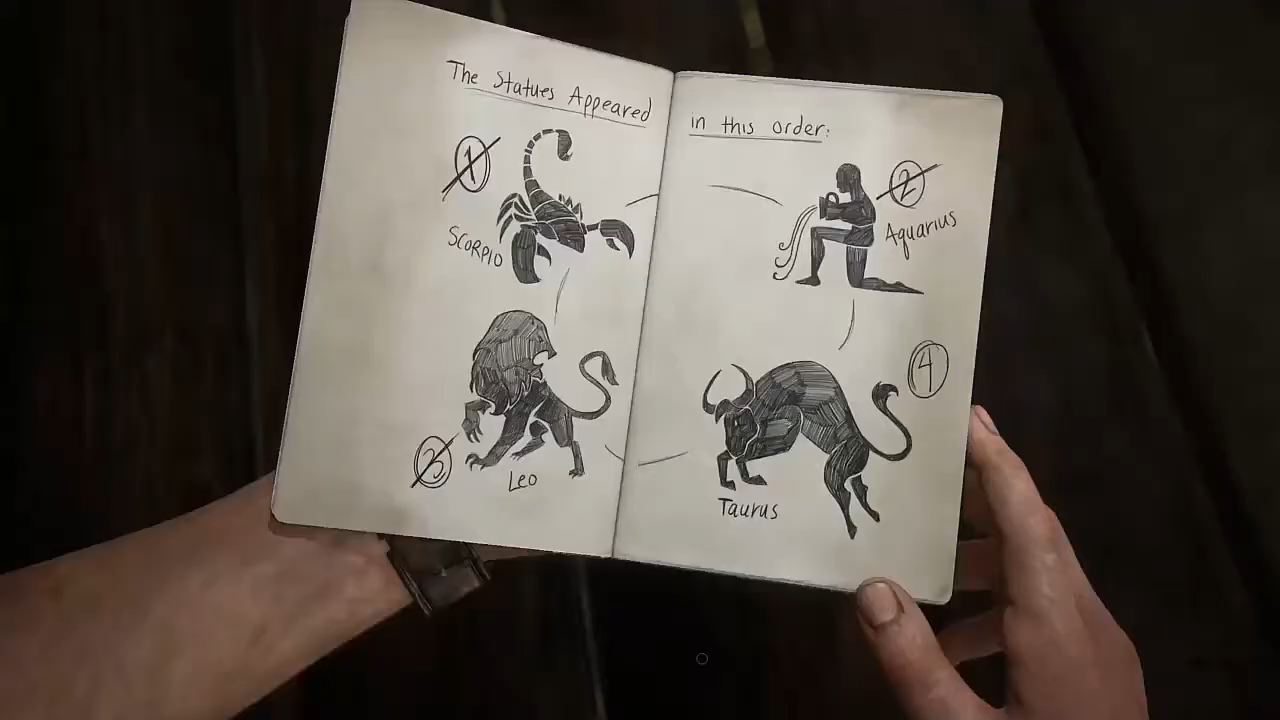 The Statues Appeared
in this order:
1
2
Scorpio
Aquarius
3
Leo
4
Taurus